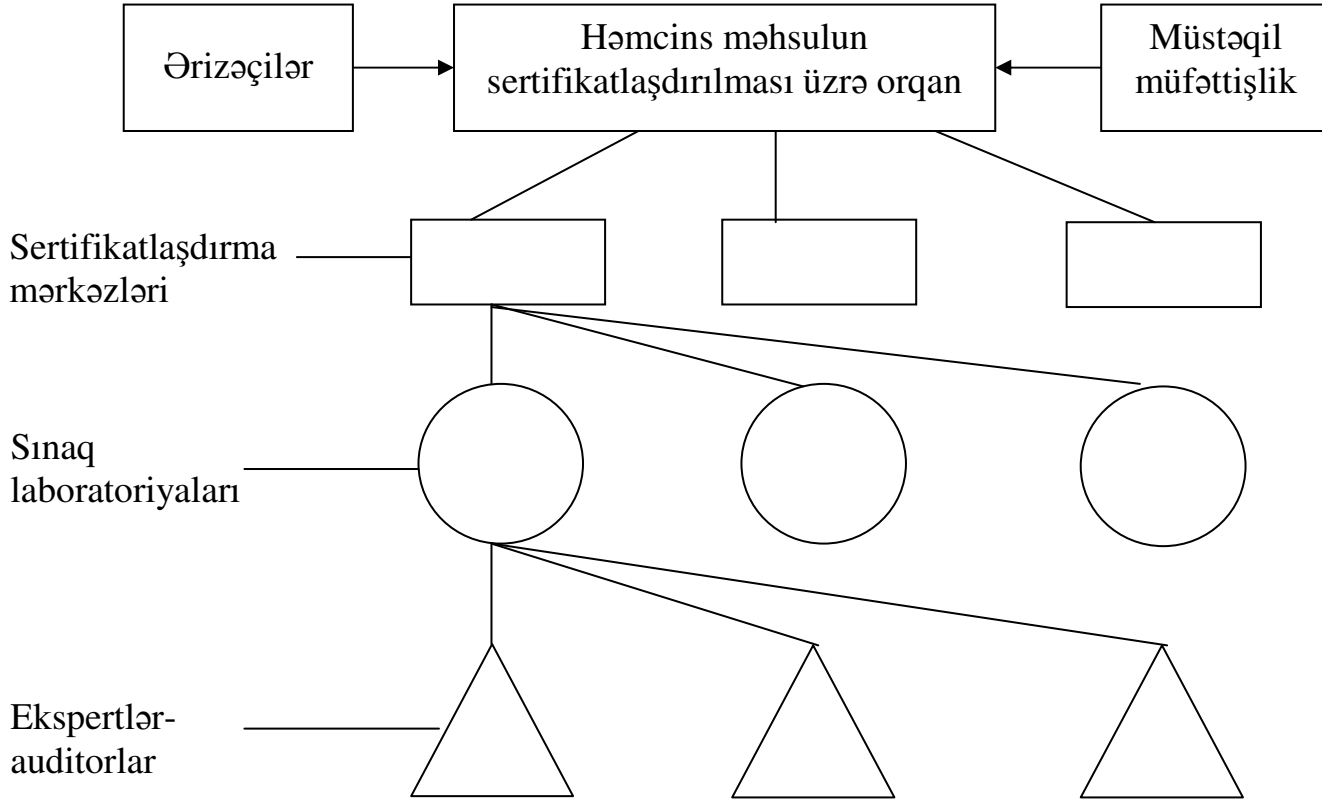 Ərizəçilər
Həmcins məhsulun
sertifikatlaşdırılması üzrə orqan
Müstəqil
müfəttişlik
Sertifikatlaşdırma
mərkəzləri
Sınaq
laboratoriyaları
Ekspertlər-
auditorlar